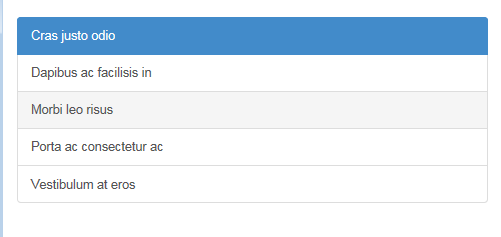 Cras justo odio
Dapibus ac facilisis in
Morbi leo risus
Porta ac consectetur ac
Vestibulum at eros